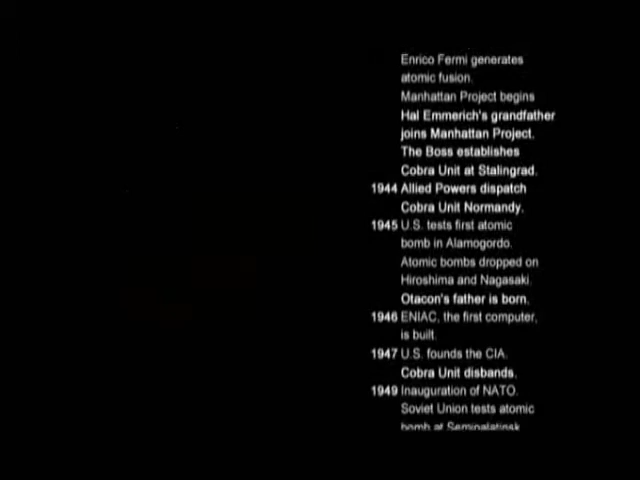 Enrico Fermi generates
atomic fusion.
Manhattan Project begins
Hal Emmerich's grandfather
joins Manhattan Project.
The Boss establishes
Cobra Unit at Stalingrad.
1944 Allied Powers dispatch
Cobra Unit Normandy.
1945 U.S. tests first atomic
bomb in Alamogordo.
Atomic bombs dropped on
Hiroshima and Nagasaki.
Otacon's father is born.
1946 ENIAC, the first computer,
is built.
1947 U.S. founds the CIA.
Cobra Unit disbands.
1949 Inauguration of NATO.
Soviet Union tests atomic
bomb at Semipalatinsk